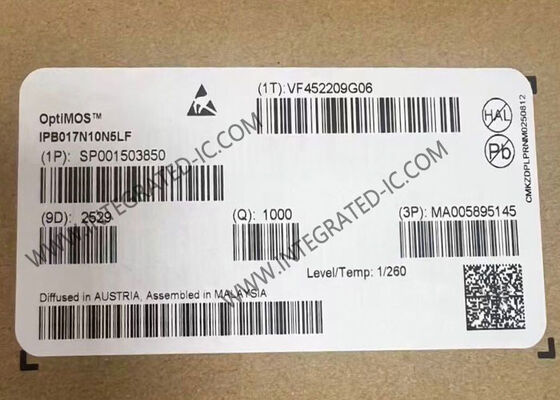 (1T): VF452209G06
OptiMOS™
IPB017N10N5LF
(1P): SP001503850
HAL
Pb
CMKZDPLPRNM0250812
(9D): 2529
(Q): 1000
(3P): MA005895145
Level/Temp: 1/260
Diffused in AUSTRIA, Assembled in MALAYSIA
WWW.INTEGRATED-IC.COM
WWW.INTEGRATED-IC.COM